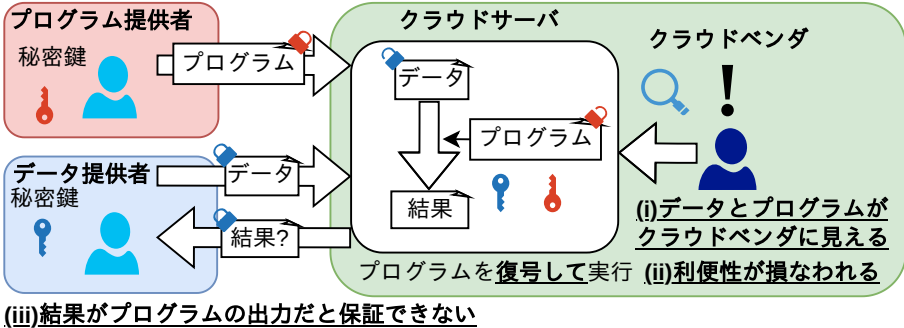 プログラム提供者
秘密鍵
プログラム
データ提供者
秘密鍵
データ
結果?
クラウドサーバ
データ
プログラム
結果
プログラムを復号して実行
クラウドベンダ
(i)データとプログラムが
クラウドベンダに見える
(ii)利便性が損なわれる
(iii)結果がプログラムの出力だと保証できない